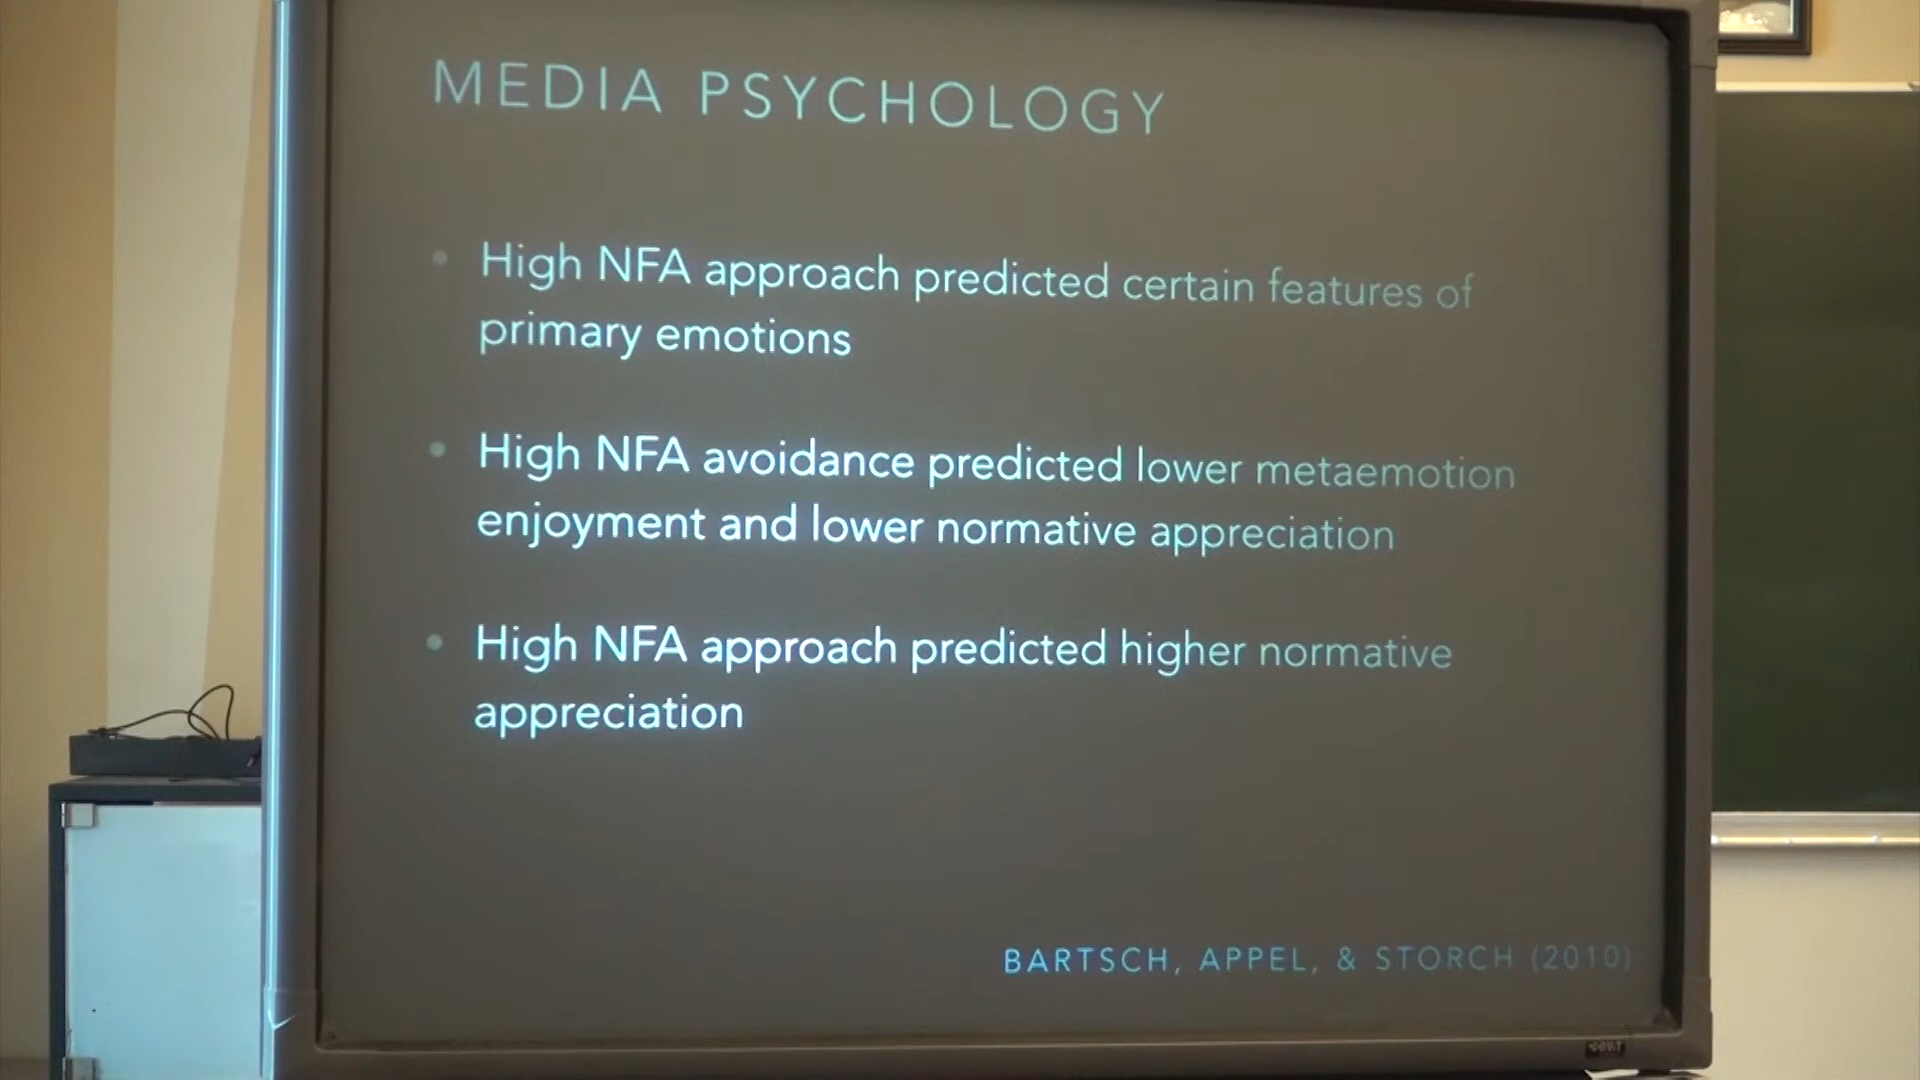 MEDIA PSYCHOLOGY
• High NFA approach predicted certain features of
primary emotions
• High NFA avoidance predicted lower metaemotion
enjoyment and lower normative appreciation
• High NFA approach predicted higher normative
appreciation
BARTSCH, APPEL, & STORCH (2010)